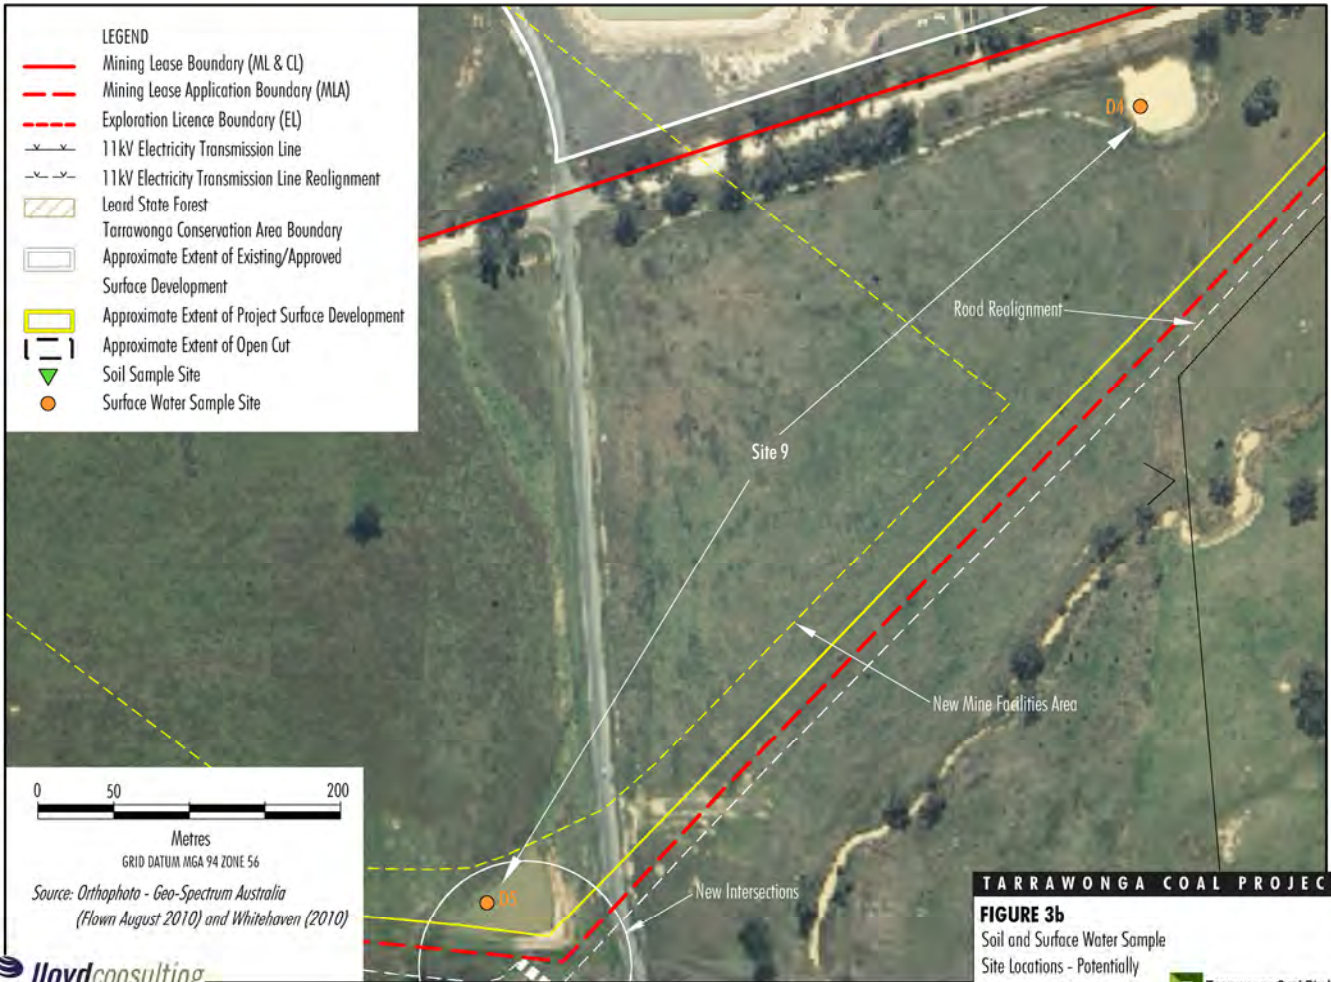 LEGEND
Mining Lease Boundary (ML & CL)
Mining Lease Application Boundary (MLA)
Exploration Licence Boundary (EL)
11kV Electricity Transmission Line
11kV Electricity Transmission Line Realignment
Leard State Forest
Tarrawonga Conservation Area Boundary
Approximate Extent of Existing/Approved
Surface Development
Approximate Extent of Project Surface Development
Approximate Extent of Open Cut
Soil Sample Site
Surface Water Sample Site
D4
Road Realignment
Site 9
New Mine Facilities Area
New Intersections
0 50 200
Metres
GRID DATUM MGA 94 ZONE 56
Source: Orthophoto - Geo-Spectrum Australia
(Flown August 2010) and Whitehaven (2010)
lloydconsulting
TARRAWONGA COAL PROJEC
FIGURE 3b
Soil and Surface Water Sample
Site Locations - Potentially